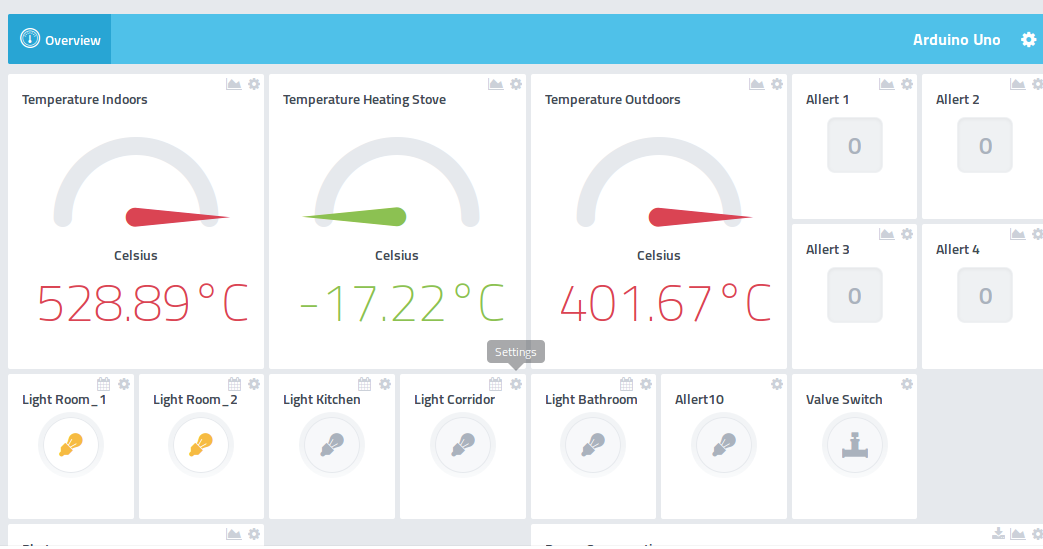 Overview
Arduino Uno
Temperature Indoors
Celsius
528.89°C
Temperature Heating Stove
Celsius
-17.22°C
Temperature Outdoors
Celsius
401.67°C
Allert 1
0
Allert 2
0
Allert 3
0
Allert 4
0
Settings
Light Room_1
Light Room_2
Light Kitchen
Light Corridor
Light Bathroom
Allert10
Valve Switch